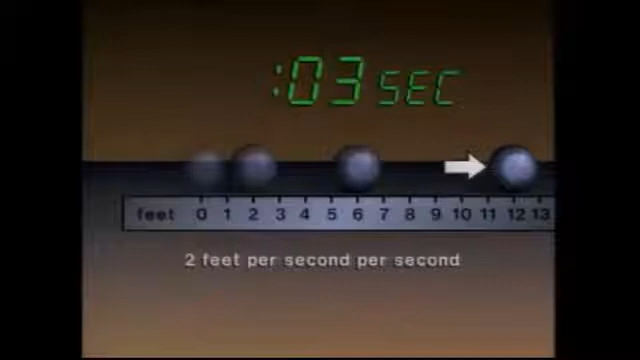 :03 SEC
feet 0 1 2 3 4 5 6 7 8 9 10 11 12 13
2 feet per second per second